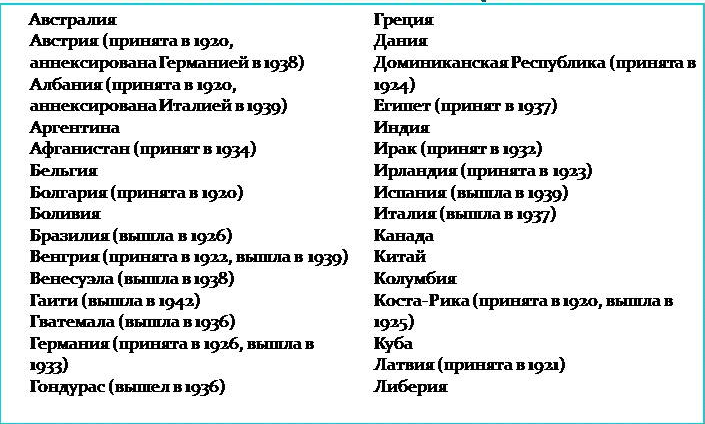 Австралия
Австрия (принята в 1920,
аннексирована Германией в 1938)
Албания (принята в 1920,
аннексирована Италией в 1939)
Аргентина
Афганистан (принят в 1934)
Бельгия
Болгария (принята в 1920)
Боливия
Бразилия (вышла в 1926)
Венгрия (принята в 1922, вышла в 1939)
Венесуэла (вышла в 1938)
Гаити (вышла в 1942)
Гватемала (вышла в 1936)
Германия (принята в 1926, вышла в
1933)
Гондурас (вышел в 1936)
Греция
Дания
Доминиканская Республика (принята в
1924)
Египет (принят в 1937)
Индия
Ирак (принят в 1932)
Ирландия (принята в 1923)
Испания (вышла в 1939)
Италия (вышла в 1937)
Канада
Китай
Колумбия
Коста-Рика (принята в 1920, вышла в
1925)
Куба
Латвия (принята в 1921)
Либерия